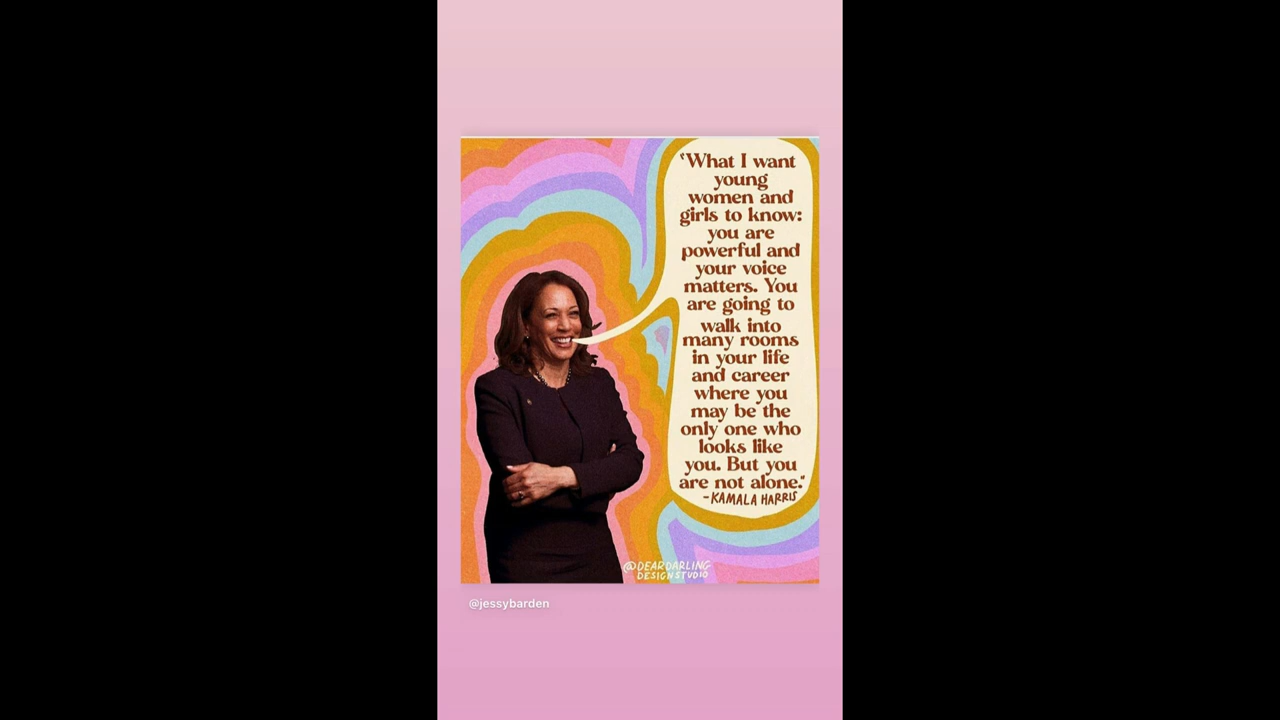 "What I want
young
women and
girls to know:
you are
powerful and
your voice
matters. You
are going to
walk into
many rooms
in your life
and career
where you
may be the
only one who
looks like
you. But you
are not alone."
-KAMALA HARRIS
@DEARDARLING
DESIGNSTUDIO
@jessybarden